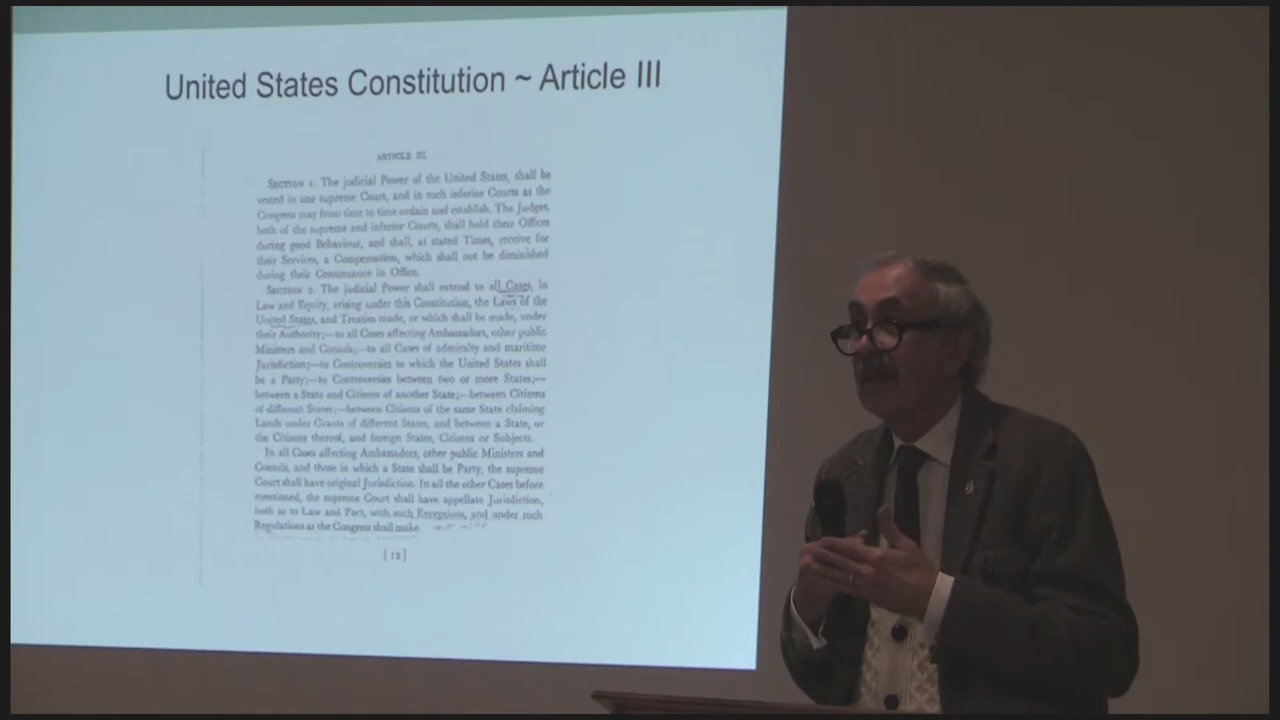 United States Constitution ~ Article III
ARTICLE III.
SECTION 1. The judicial Power of the United States, shall be
vested in one supreme Court, and in such inferior Courts as the
Congress may from time to time ordain and establish. The Judges,
both of the supreme and inferior Courts, shall hold their Offices
during good Behaviour, and shall, at stated Times, receive for
their Services, a Compensation, which shall not be diminished
during their Continuance in Office.
SECTION 2. The judicial Power shall extend to all Cases, in
Law and Equity, arising under this Constitution, the Laws of the
United States, and Treaties made, or which shall be made, under
their Authority;—to all Cases affecting Ambassadors, other public
Ministers and Consuls;—to all Cases of admiralty and maritime
Jurisdiction;—to Controversies to which the United States shall
be a Party;—to Controversies between two or more States;—
between a State and Citizens of another State;—between Citizens
of different States;—between Citizens of the same State claiming
Lands under Grants of different States, and between a State, or
the Citizens thereof, and foreign States, Citizens or Subjects.
In all Cases affecting Ambassadors, other public Ministers and
Consuls, and those in which a State shall be Party, the supreme
Court shall have original Jurisdiction. In all the other Cases before
mentioned, the supreme Court shall have appellate Jurisdiction,
both as to Law and Fact, with such Exceptions, and under such
Regulations as the Congress shall make
[ 12 ]